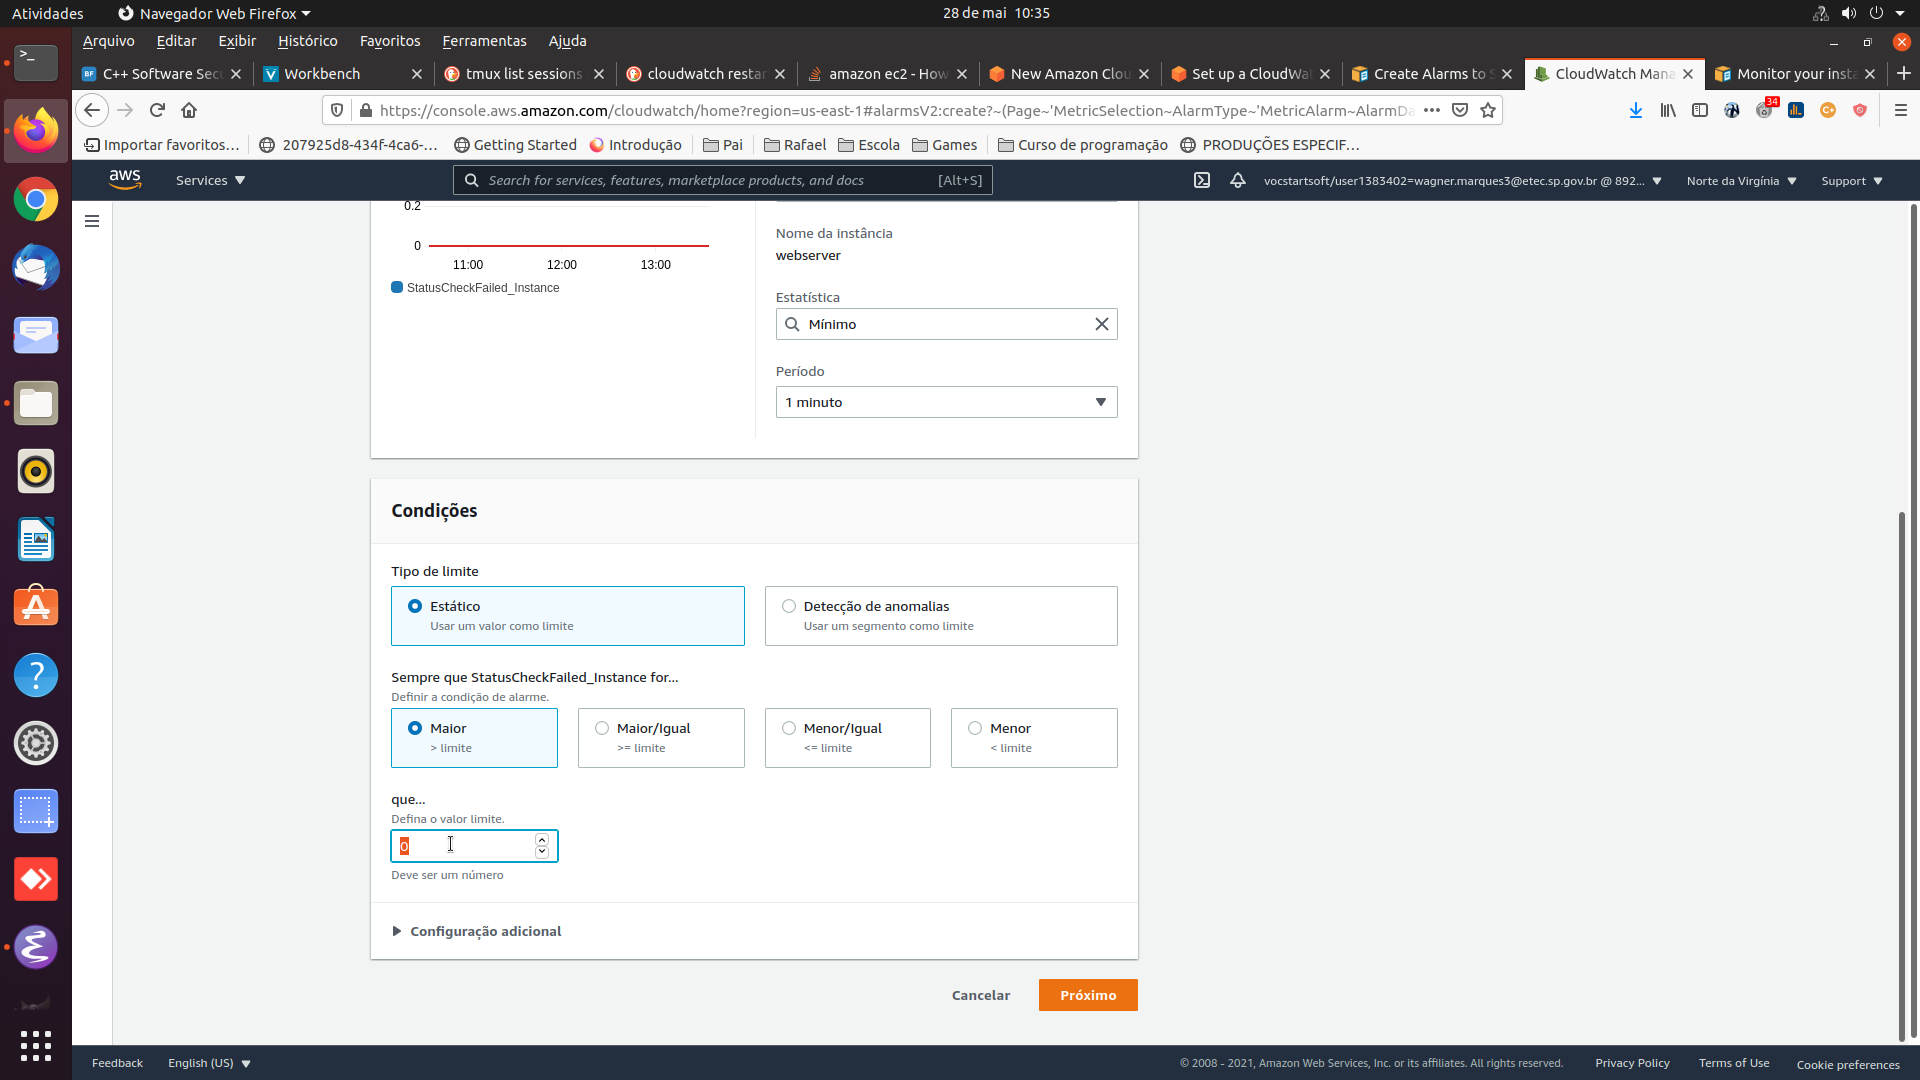 Atividades
Navegador Web Firefox
28 de mai 10:35
Arquivo Editar Exibir Histórico Favoritos Ferramentas Ajuda
C++ Software Sec
Workbench
tmux list sessions
cloudwatch restar
amazon ec2 - How
New Amazon Clou
Set up a CloudWat
Create Alarms to S
CloudWatch Mana
Monitor your insta
https://console.aws.amazon.com/cloudwatch/home?region=us-east-1#alarmsV2:create?~(Page~'MetricSelection~AlarmType~'MetricAlarm~AlarmDa
34
Importar favoritos...
207925d8-434f-4ca6-...
Getting Started
Introdução
Pai
Rafael
Escola
Games
Curso de programação
PRODUÇÕES ESPECIF...
aws
Services
Search for services, features, marketplace products, and docs [Alt+S]
vocstartsoft/user1383402=wagner.marques3@etec.sp.gov.br @ 892...
Norte da Virgínia
Support
0.2
0
11:00 12:00 13:00
StatusCheckFailed_Instance
Nome da instância
webserver
Estatística
Mínimo
Período
1 minuto
Condições
Tipo de limite
Estático
Usar um valor como limite
Detecção de anomalias
Usar um segmento como limite
Sempre que StatusCheckFailed_Instance for...
Definir a condição de alarme.
Maior
> limite
Maior/Igual
>= limite
Menor/Igual
<= limite
Menor
< limite
que...
Defina o valor limite.
0
Deve ser um número
Configuração adicional
Cancelar
Próximo
Feedback
English (US)
© 2008 - 2021, Amazon Web Services, Inc. or its affiliates. All rights reserved.
Privacy Policy
Terms of Use
Cookie preferences